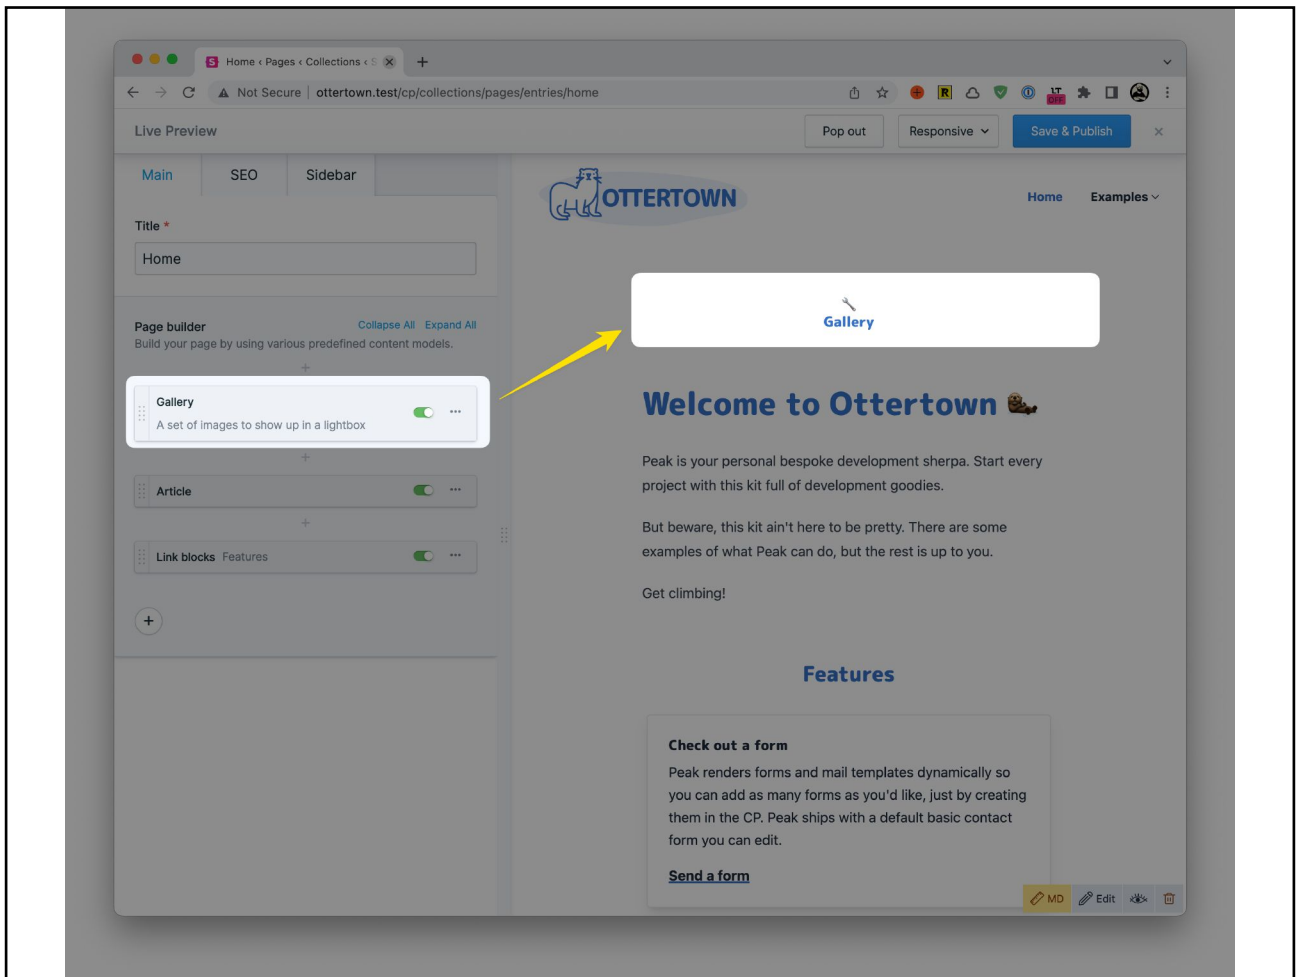 Home ‹ Pages ‹ Collections ‹ S
Not Secure | ottertown.test/cp/collections/pages/entries/home
R
LT
OFF
Live Preview
Pop out
Responsive
Save & Publish
Main
SEO
Sidebar
Title *
Home
Page builder
Collapse All
Expand All
Build your page by using various predefined content models.
Gallery
A set of images to show up in a lightbox
Article
Link blocks Features
OTTERTOWN
Home
Examples
Gallery
Welcome to Ottertown
Peak is your personal bespoke development sherpa. Start every
project with this kit full of development goodies.
But beware, this kit ain't here to be pretty. There are some
examples of what Peak can do, but the rest is up to you.
Get climbing!
Features
Check out a form
Peak renders forms and mail templates dynamically so
you can add as many forms as you'd like, just by creating
them in the CP. Peak ships with a default basic contact
form you can edit.
Send a form
MD
Edit